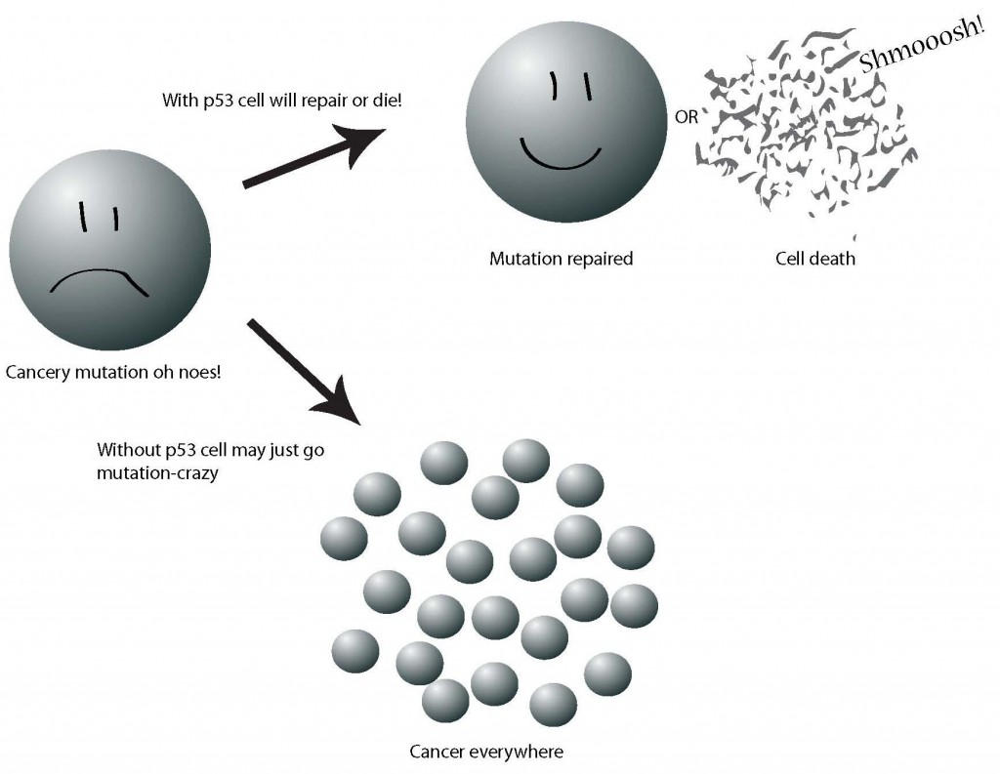 Shmooosh!
With p53 cell will repair or die!
OR
Mutation repaired
Cell death
Cancery mutation oh noes!
Without p53 cell may just go
mutation-crazy
Cancer everywhere